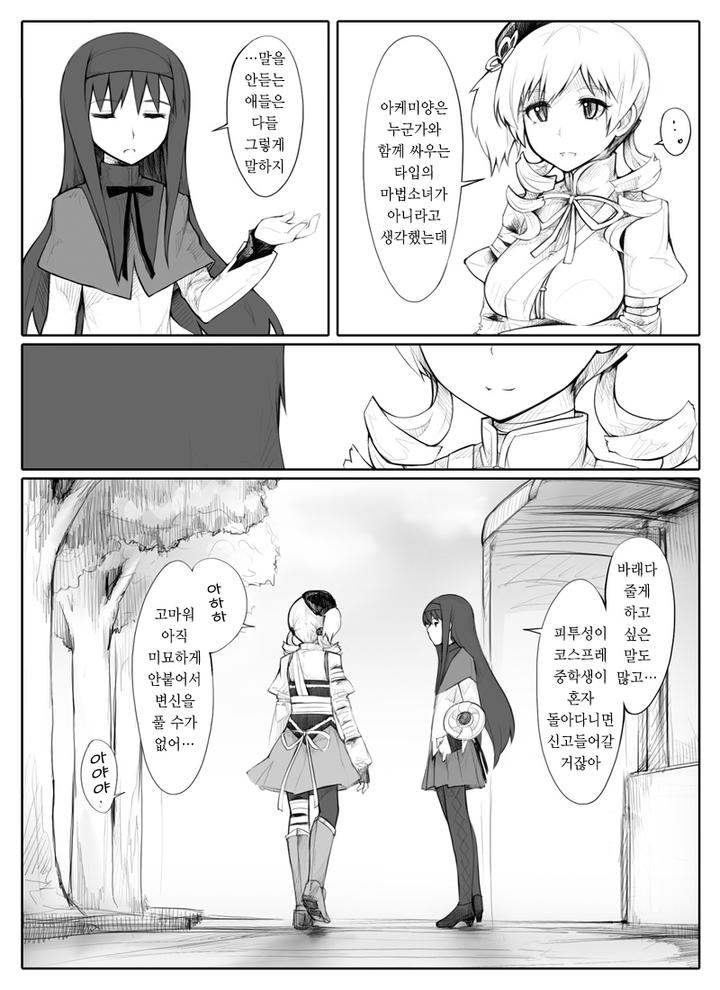 …
아케미양은
누군가와
함께 싸우는
타입의
마법소녀가
아니라고
생각했는데
…말을
안듣는
애들은
다들
그렇게
말하지
바래다
줄게
하고
싶은
말도
많고…
피투성이
코스프레
중학생이
혼자
돌아다니면
신고들어갈
거잖아
아하하
고마워
아직
미묘하게
안붙어서
변신을
풀 수가
없어…
아야야.